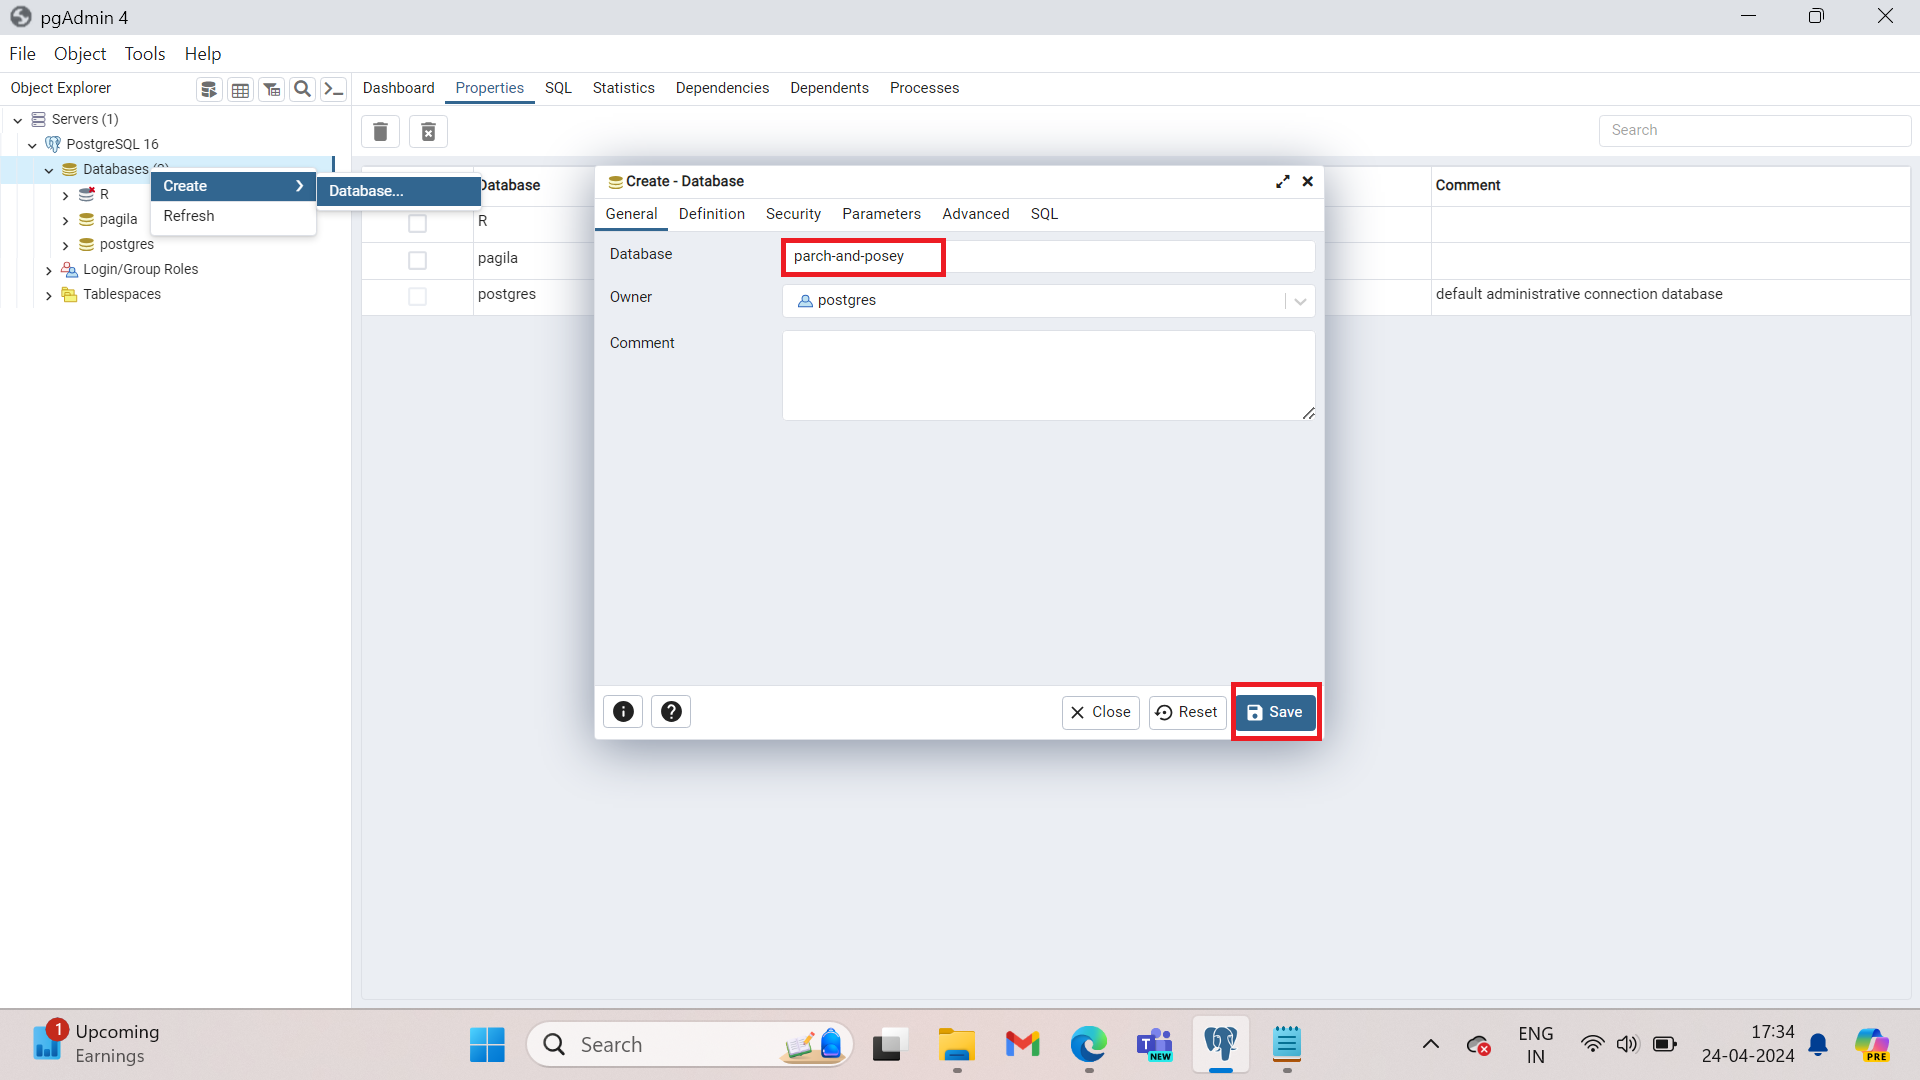 pgAdmin 4
File Object Tools Help
Object Explorer
Dashboard Properties SQL Statistics Dependencies Dependents Processes
Servers (1)
PostgreSQL 16
Databases
R
pagila
postgres
Login/Group Roles
Tablespaces
Create
Refresh
Database...
Search
Database Comment
R
pagila
postgres default administrative connection database
Create - Database
General Definition Security Parameters Advanced SQL
Database parch-and-posey
Owner postgres
Comment
Close Reset Save
1
Upcoming
Earnings
Search
NEW
ENG
IN
17:34
24-04-2024
PRE